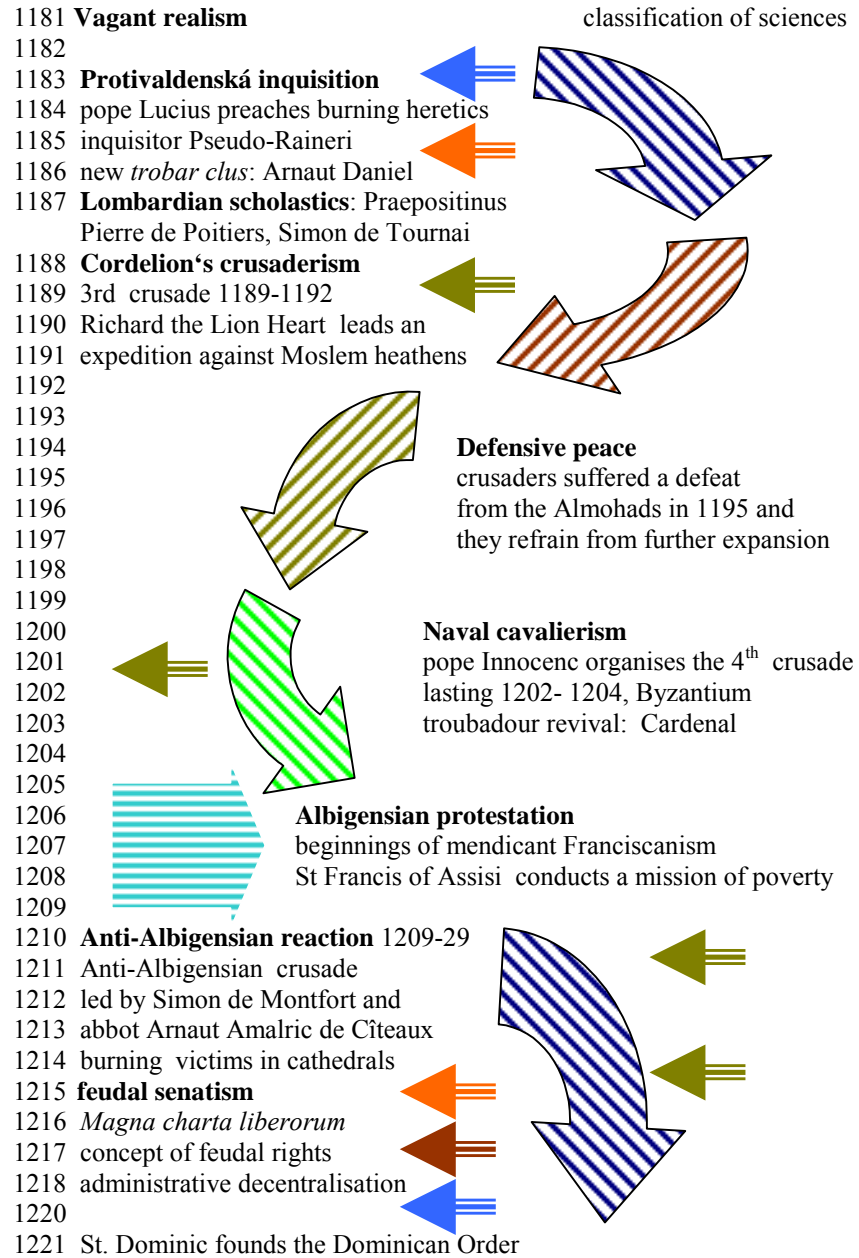 1181 Vagant realism classification of sciences
1182
1183 Protivaldenská inquisition
1184 pope Lucius preaches burning heretics
1185 inquisitor Pseudo-Raineri
1186 new trobar clus: Arnaut Daniel
1187 Lombardian scholastics: Praepositinus
Pierre de Poitiers, Simon de Tournai
1188 Cordelion‘s crusaderism
1189 3rd crusade 1189-1192
1190 Richard the Lion Heart leads an
1191 expedition against Moslem heathens
1192
1193
1194 Defensive peace
1195 crusaders suffered a defeat
1196 from the Almohads in 1195 and
1197 they refrain from further expansion
1198
1199
1200 Naval cavalierism
1201 pope Innocenc organises the 4th crusade
1202 lasting 1202- 1204, Byzantium
1203 troubadour revival: Cardenal
1204
1205
1206 Albigensian protestation
1207 beginnings of mendicant Franciscanism
1208 St Francis of Assisi conducts a mission of poverty
1209
1210 Anti-Albigensian reaction 1209-29
1211 Anti-Albigensian crusade
1212 led by Simon de Montfort and
1213 abbot Arnaut Amalric de Cîteaux
1214 burning victims in cathedrals
1215 feudal senatism
1216 Magna charta liberorum
1217 concept of feudal rights
1218 administrative decentralisation
1220
1221 St. Dominic founds the Dominican Order